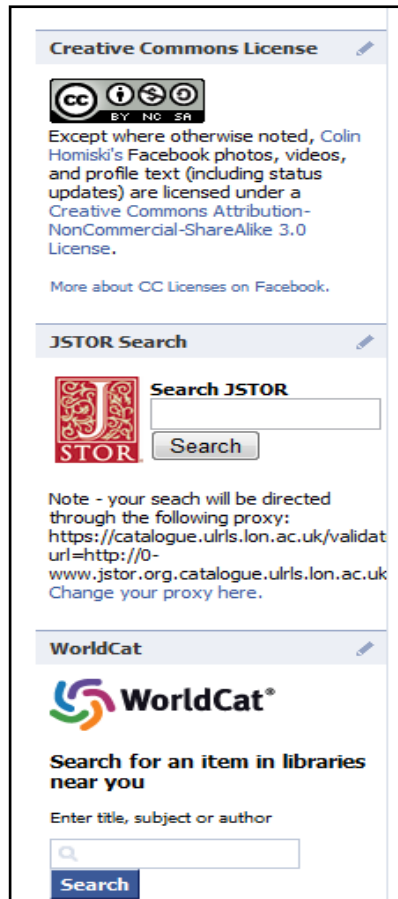 Creative Commons License
cc
BY NC SA
Except where otherwise noted, Colin
Homiski's Facebook photos, videos,
and profile text (including status
updates) are licensed under a
Creative Commons Attribution-
NonCommercial-ShareAlike 3.0
License.
More about CC Licenses on Facebook.
JSTOR Search
J
STOR
Search JSTOR
Search
Note - your seach will be directed
through the following proxy:
https://catalogue.ulrls.lon.ac.uk/validat
url=http://0-
www.jstor.org.catalogue.ulrls.lon.ac.uk
Change your proxy here.
WorldCat
WorldCat®
Search for an item in libraries
near you
Enter title, subject or author
Search